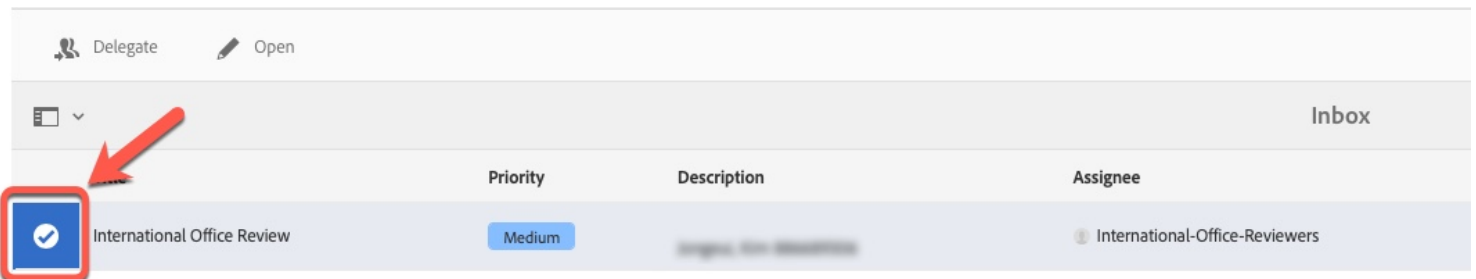 Delegate Open
Inbox
Priority Description Assignee
International Office Review Medium International-Office-Reviewers